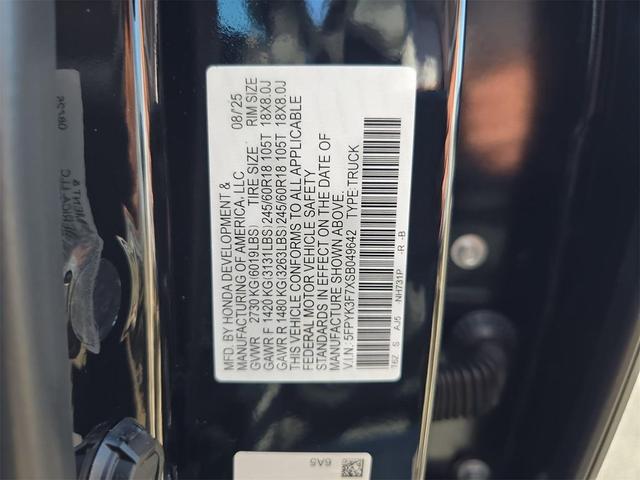 MFD. BY HONDA DEVELOPMENT &
MANUFACTURING OF AMERICA, LLC 08/'25
GVWR 2730 KG(6019LBS) TIRE SIZE RIM SIZE
GAWR F 1420 KG(3131LBS) 245/60R18 105T 18X8.0J
GAWR R 1480 KG(3263LBS) 245/60R18 105T 18X8.0J
THIS VEHICLE CONFORMS TO ALL APPLICABLE
FEDERAL MOTOR VEHICLE SAFETY
STANDARDS IN EFFECT ON THE DATE OF
MANUFACTURE SHOWN ABOVE.
V.I.N: 5FPYK3F7XSB049642 TYPE:TRUCK
16Z S AJ5 NH731P -R -B
6A5